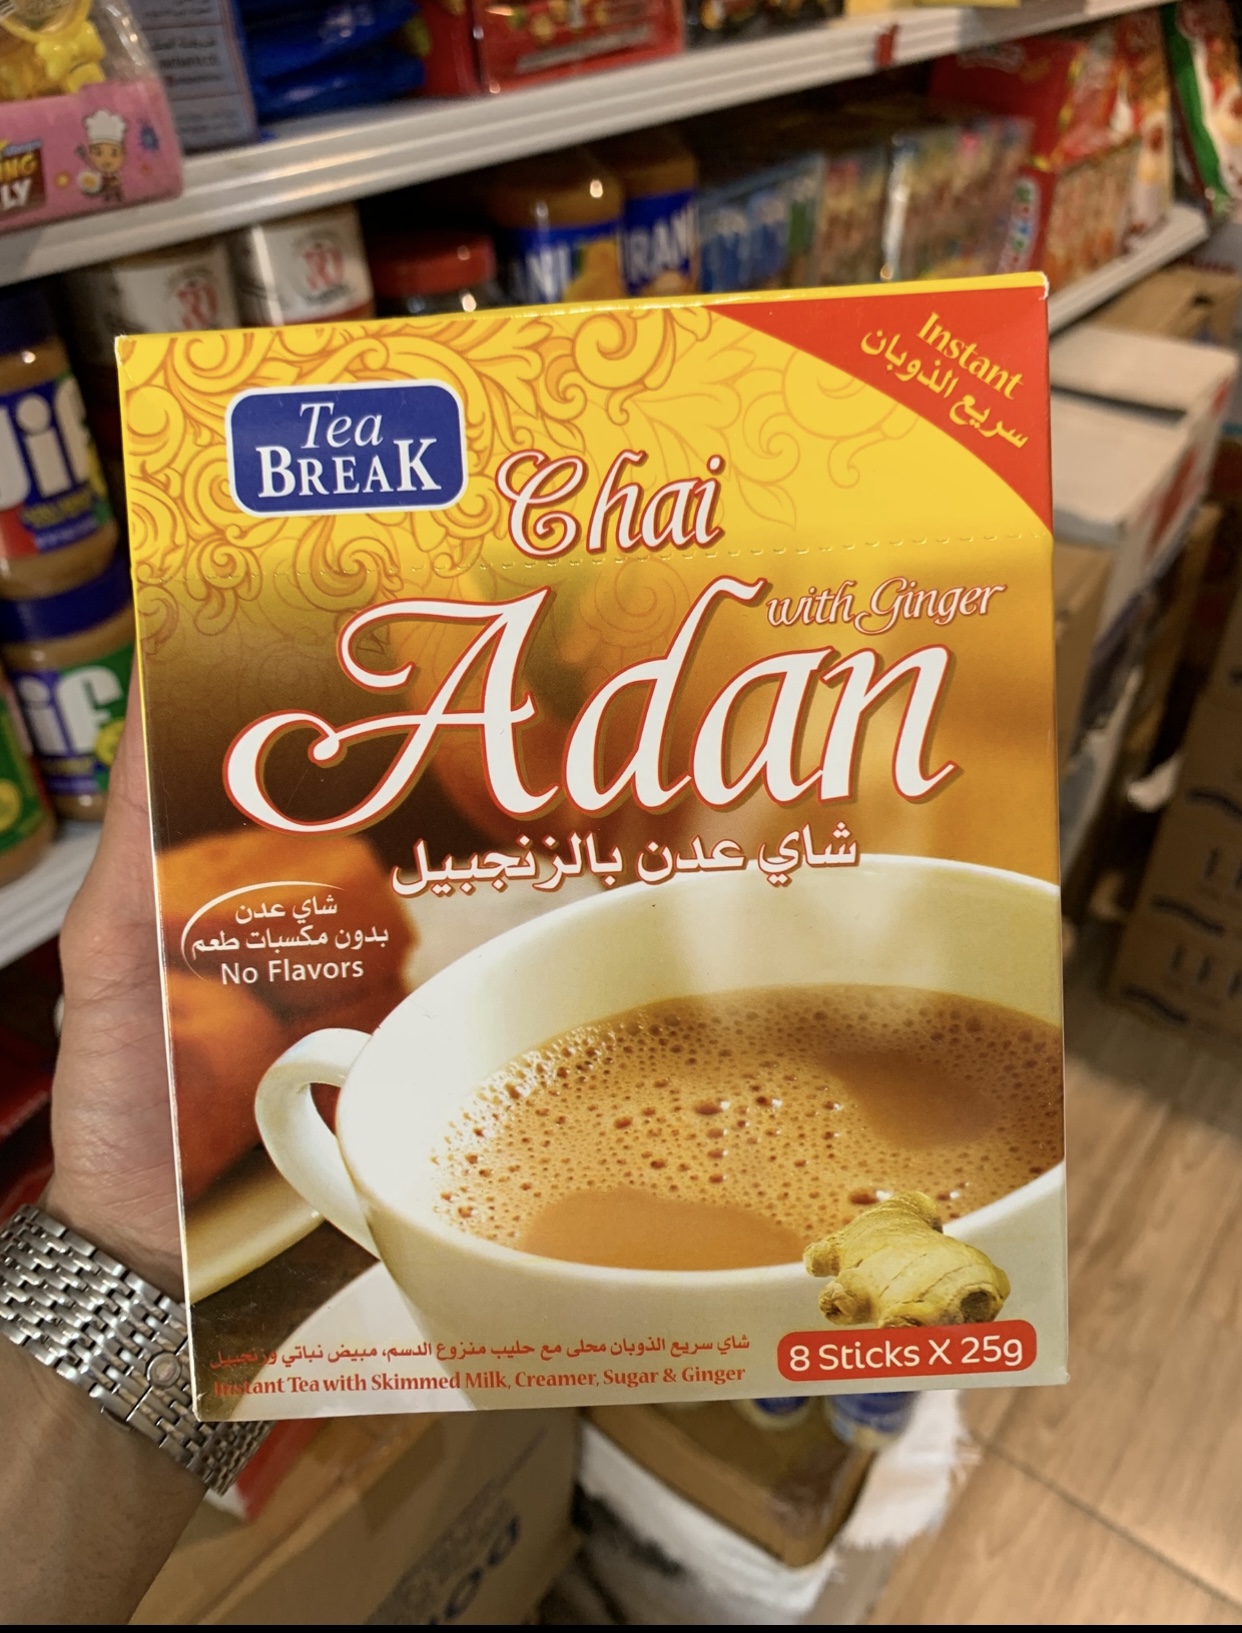 Instant
سريع الذوبان
Tea
BREAK
Chai
with Ginger
Adan
شاي عدن بالزنجبيل
شاي عدن
بدون مكسبات طعم
No Flavors
شاي سريع الذوبان محلى مع حليب منزوع الدسم، مبيض نباتي وزنجبيل
Instant Tea with Skimmed Milk, Creamer, Sugar & Ginger
8 Sticks X 25g
Jif